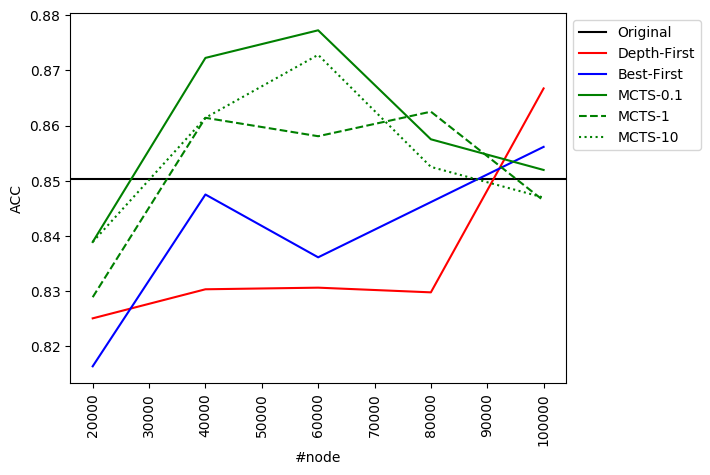 0.88
0.87
0.86
0.85
0.84
0.83
0.82
ACC
20000
30000
40000
50000
60000
70000
80000
90000
100000
#node
Original
Depth-First
Best-First
MCTS-0.1
MCTS-1
MCTS-10